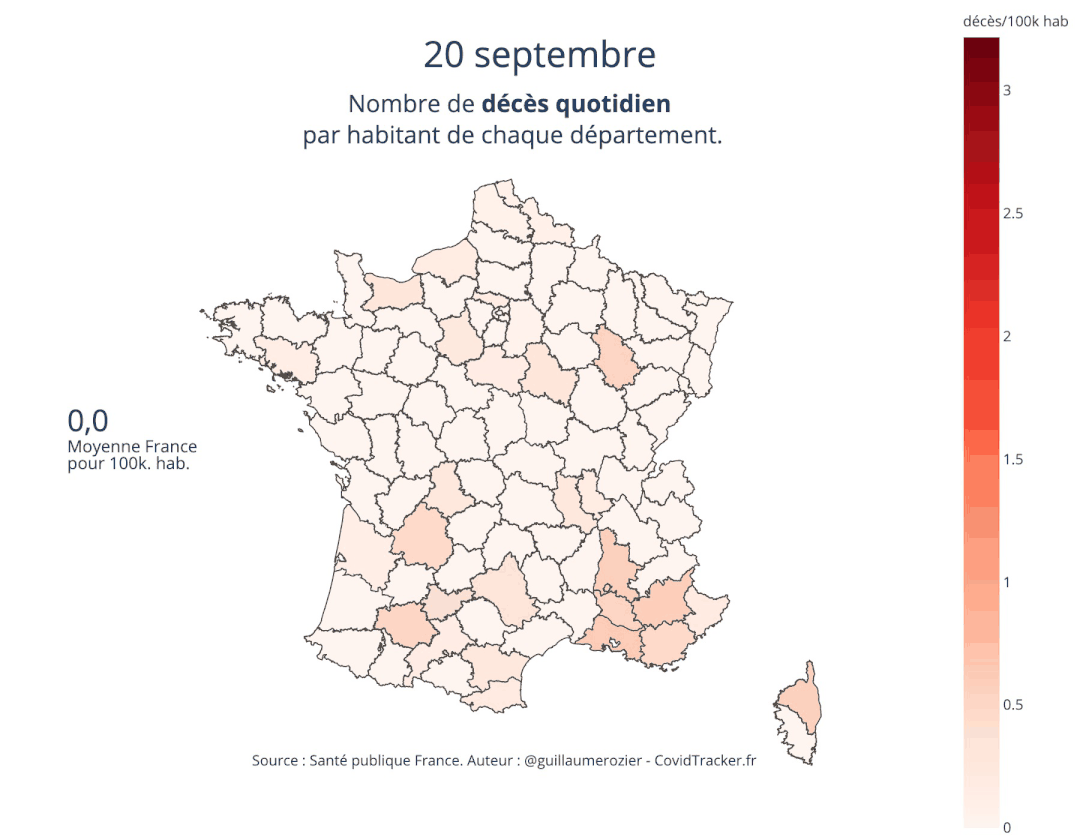 décès/100k hab
20 septembre
Nombre de décès quotidien
par habitant de chaque département.
3
2.5
2
1.5
1
0.5
0
0,0
Moyenne France
pour 100k. hab.
Source : Santé publique France. Auteur : @guillaumerozier - CovidTracker.fr